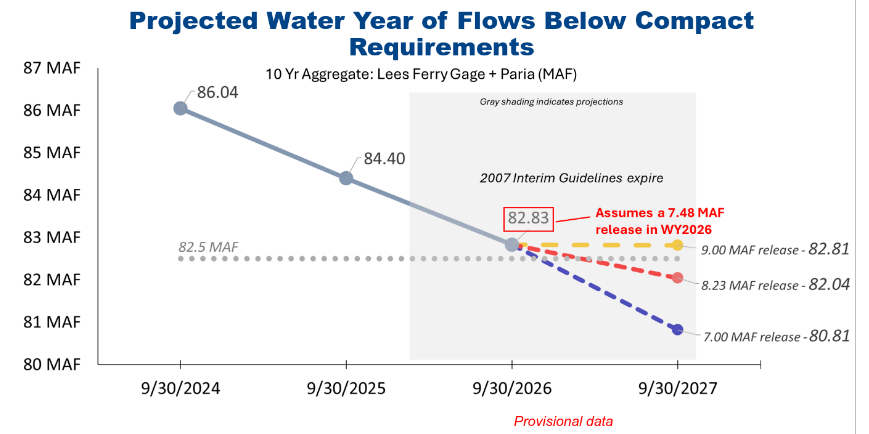 Projected Water Year of Flows Below Compact
Requirements
87 MAF
10 Yr Aggregate: Lees Ferry Gage + Paria (MAF)
86.04
Gray shading indicates projections
86 MAF
85 MAF
84.40
84 MAF
2007 Interim Guidelines expire
82.83
Assumes a 7.48 MAF
release in WY2026
83 MAF
82.5 MAF
9.00 MAF release - 82.81
82 MAF
8.23 MAF release - 82.04
81 MAF
7.00 MAF release - 80.81
80 MAF
9/30/2024
9/30/2025
9/30/2026
9/30/2027
Provisional data